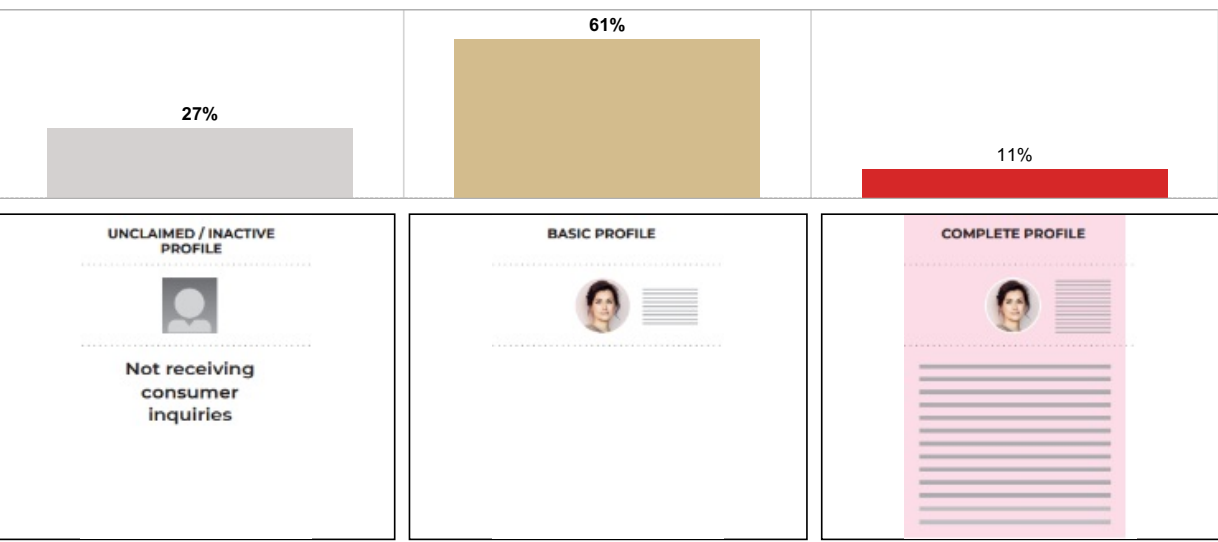 27%
61%
11%
UNCLAIMED / INACTIVE
PROFILE
Not receiving
consumer
inquiries
BASIC PROFILE
COMPLETE PROFILE